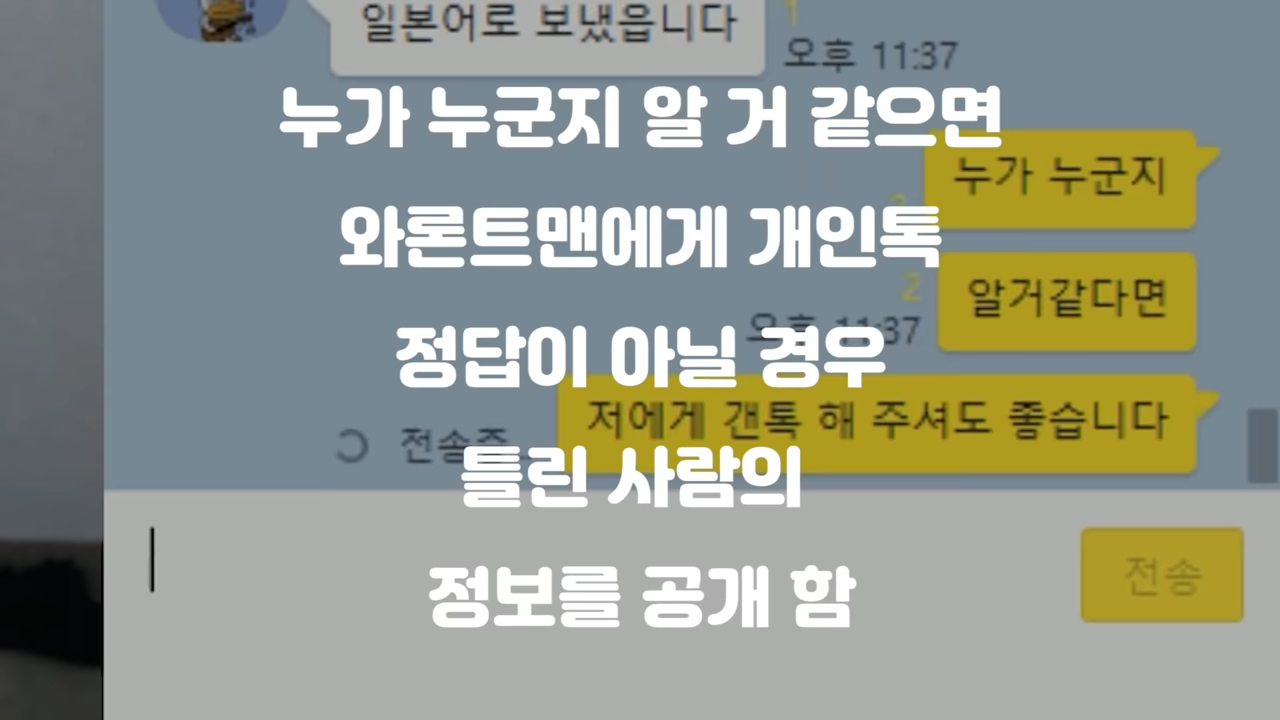 일본어로 보냈읍니다
오후 11:37
누가 누군지 알 거 같으면
누가 누군지
와론트맨에게 개인톡
2
알거같다면
오후 11:37
정답이 아닐 경우
저에게 갠톡 해 주셔도 좋습니다
전송중
틀린 사람의
전송
정보를 공개 함